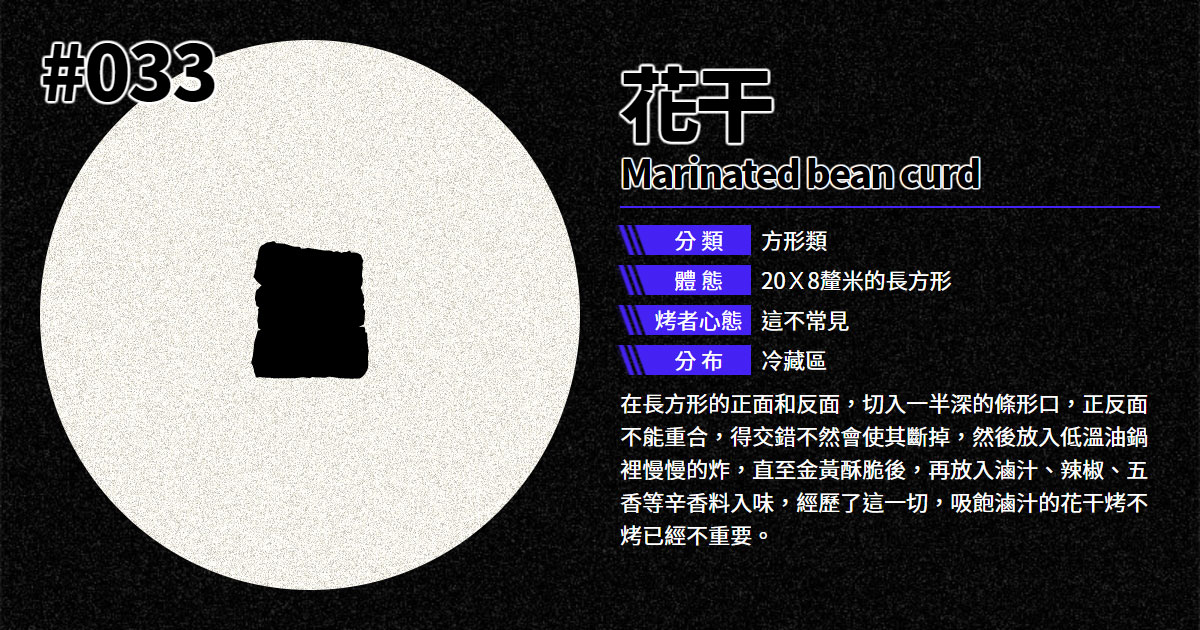 #033
花干
Marinated bean curd
分類 方形類
體態 20X8釐米的長方形
烤者心態 這不常見
分布 冷藏區
在長方形的正面和反面，切入一半深的條形口，正反面
不能重合，得交錯不然會使其斷掉，然後放入低溫油鍋
裡慢慢的炸，直至金黃酥脆後，再放入滷汁、辣椒、五
香等辛香料入味，經歷了這一切，吸飽滷汁的花干烤不
烤已經不重要。